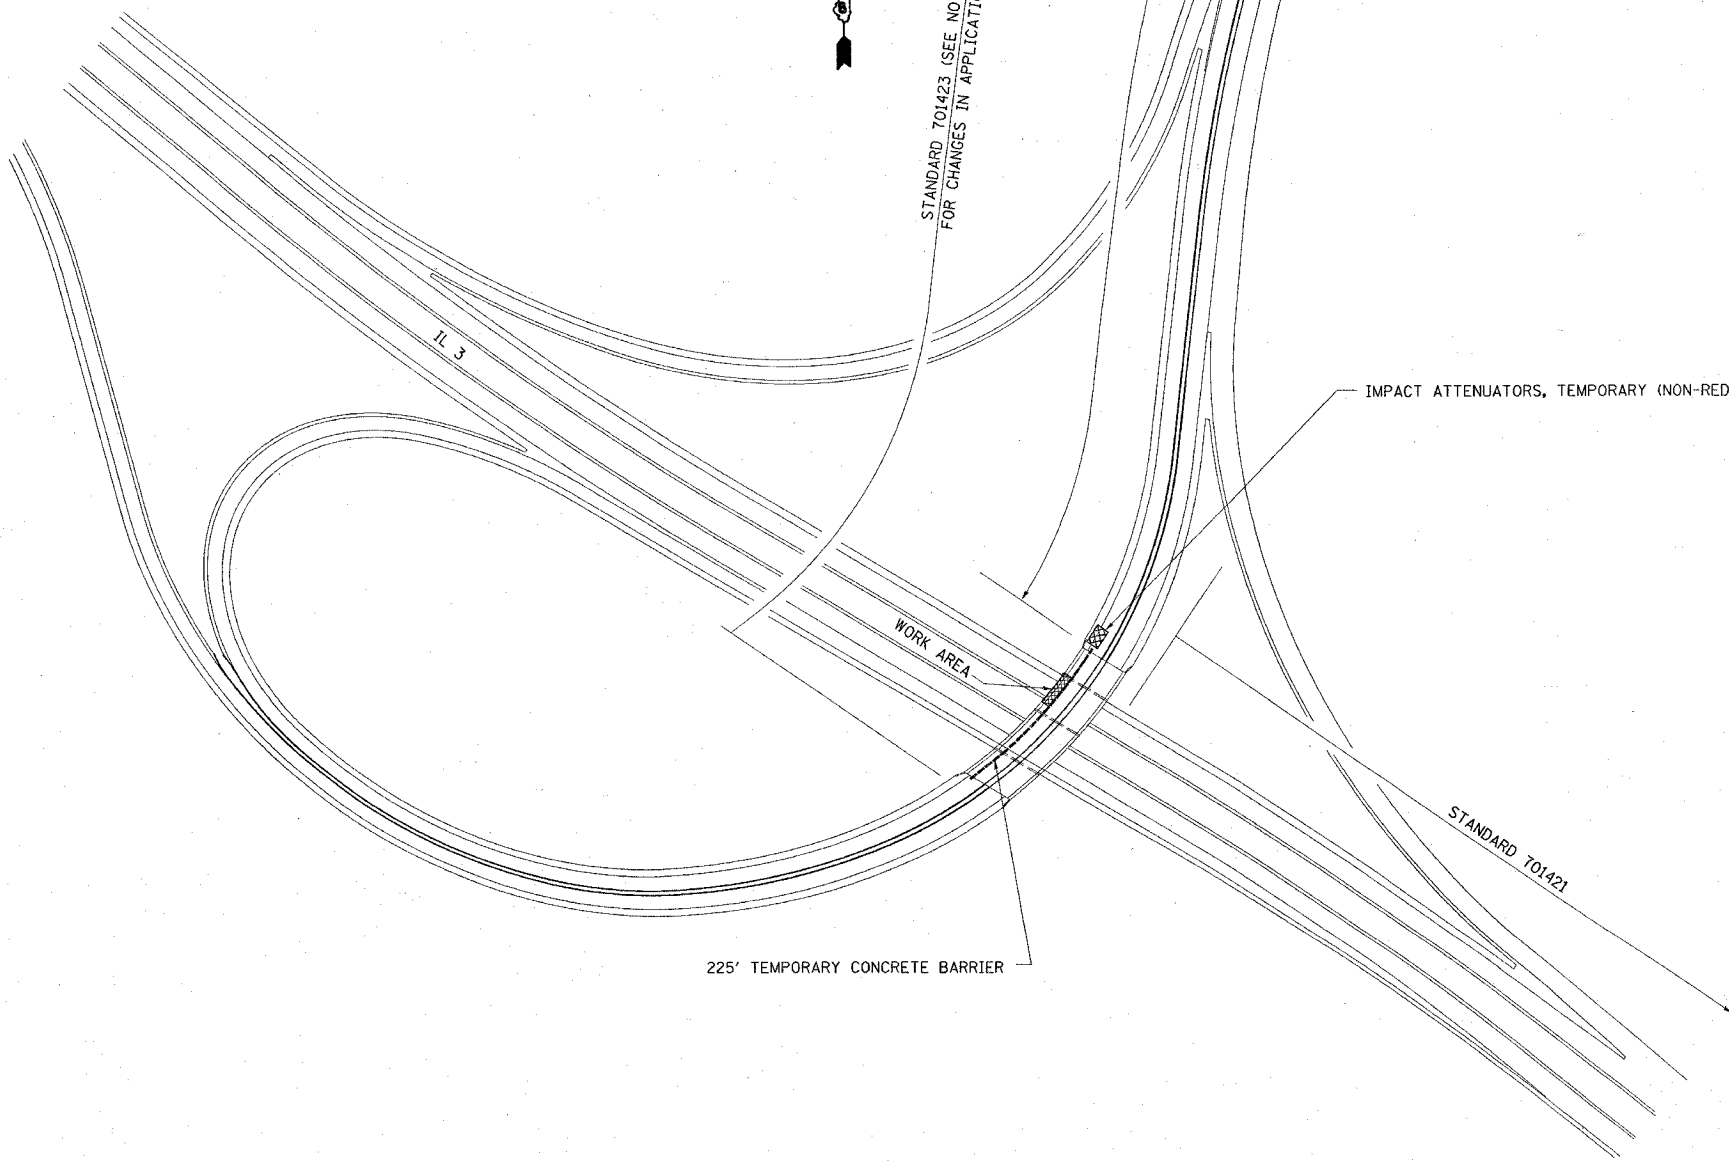 STANDARD 701423 (SEE NO
FOR CHANGES IN APPLICATI
IL 3
IMPACT ATTENUATORS, TEMPORARY (NON-RED
WORK AREA
STANDARD 701421
225' TEMPORARY CONCRETE BARRIER